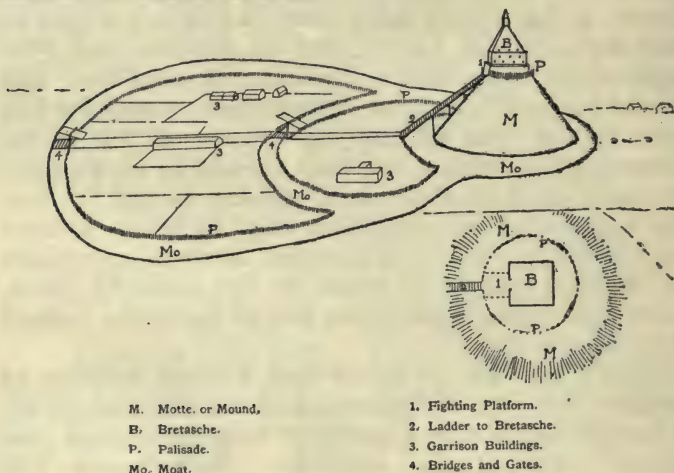 B
1 P
P
2
M
3
4
4
3
Mo
3
Mo
P
Mo
M P
1 B
P
M
M. Motte. or Mound,
B, Bretasche.
P. Palisade.
Mo. Moat.
1. Fighting Platform.
2. Ladder to Bretasche.
3. Garrison Buildings.
4. Bridges and Gates.